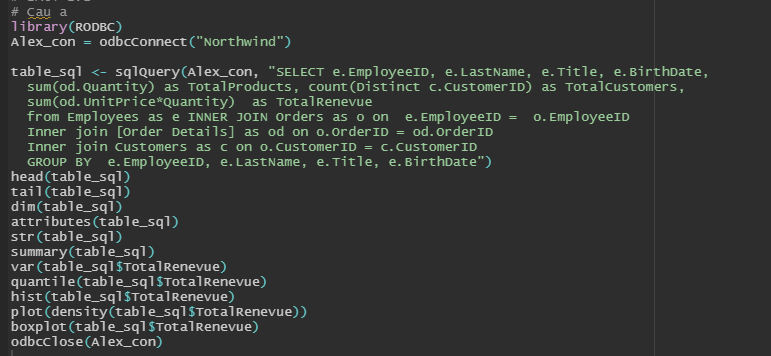 # Cau a
library(RODBC)
Alex_con = odbcConnect("Northwind")
table_sql <- sqlQuery(Alex_con, "SELECT e.EmployeeID, e.LastName, e.Title, e.BirthDate,
sum(od.Quantity) as TotalProducts, count(Distinct c.CustomerID) as TotalCustomers,
sum(od.UnitPrice*Quantity)  as TotalRenevue
from Employees as e INNER JOIN Orders as o on  e.EmployeeID =  o.EmployeeID
Inner join [Order Details] as od on o.OrderID = od.OrderID
Inner join Customers as c on o.CustomerID = c.CustomerID
GROUP BY  e.EmployeeID, e.LastName, e.Title, e.BirthDate")
head(table_sql)
tail(table_sql)
dim(table_sql)
attributes(table_sql)
str(table_sql)
summary(table_sql)
var(table_sql$TotalRenevue)
quantile(table_sql$TotalRenevue)
hist(table_sql$TotalRenevue)
plot(density(table_sql$TotalRenevue))
boxplot(table_sql$TotalRenevue)
odbcClose(Alex_con)